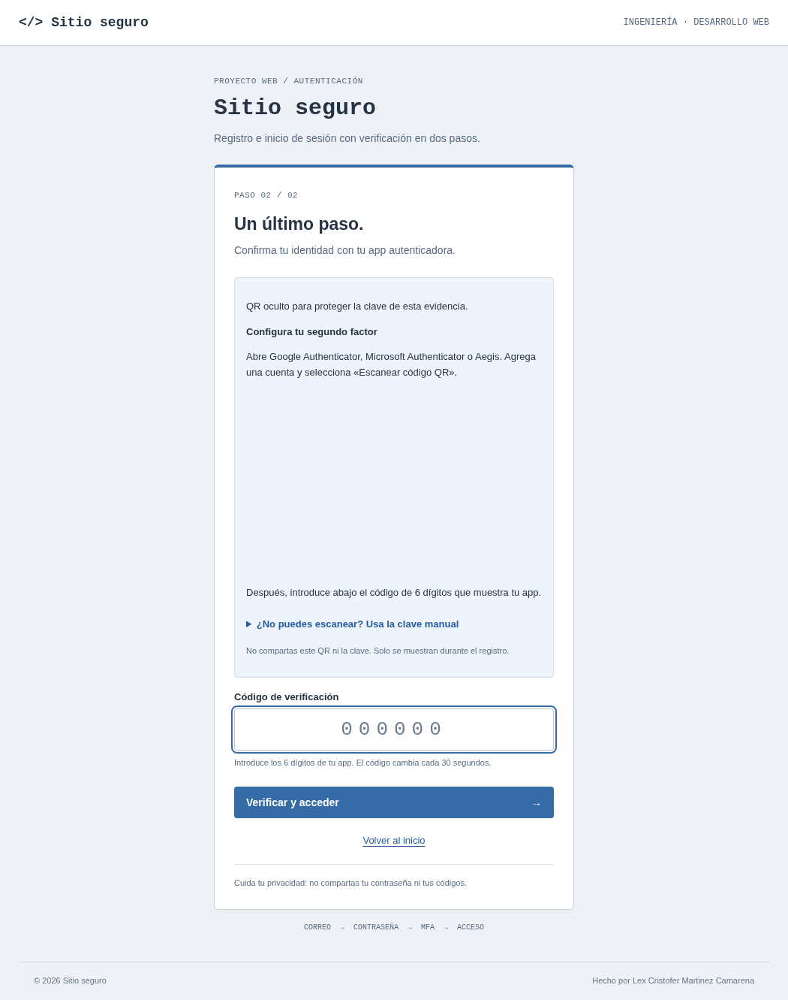 </> Sitio seguro
INGENIERÍA · DESARROLLO WEB
PROYECTO WEB / AUTENTICACIÓN
Sitio seguro
Registro e inicio de sesión con verificación en dos pasos.
PASO 02 / 02
Un último paso.
Confirma tu identidad con tu app autenticadora.
QR oculto para proteger la clave de esta evidencia.
Configura tu segundo factor
Abre Google Authenticator, Microsoft Authenticator o Aegis. Agrega
una cuenta y selecciona «Escanear código QR».
Después, introduce abajo el código de 6 dígitos que muestra tu app.
¿No puedes escanear? Usa la clave manual
No compartas este QR ni la clave. Solo se muestran durante el registro.
Código de verificación
000000
Introduce los 6 dígitos de tu app. El código cambia cada 30 segundos.
Verificar y acceder →
Volver al inicio
Cuida tu privacidad: no compartas tu contraseña ni tus códigos.
CORREO → CONTRASEÑA → MFA → ACCESO
© 2026 Sitio seguro
Hecho por Lex Cristofer Martinez Camarena